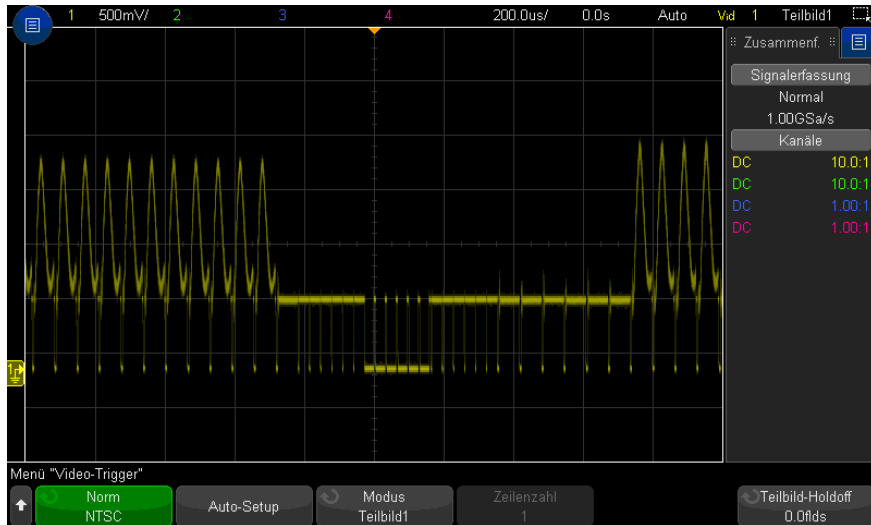 1 500mV/ 2 3 4 200.0us/ 0.0s Auto Vid 1 Teilbild1
Zusammenf.
Signalerfassung
Normal
1.00GSa/s
Kanäle
DC 10.0:1
DC 10.0:1
DC 1.00:1
DC 1.00:1
1
Menü "Video-Trigger"
Norm
NTSC
Auto-Setup
Modus
Teilbild1
Zeilenzahl
1
Teilbild-Holdoff
0.0flds